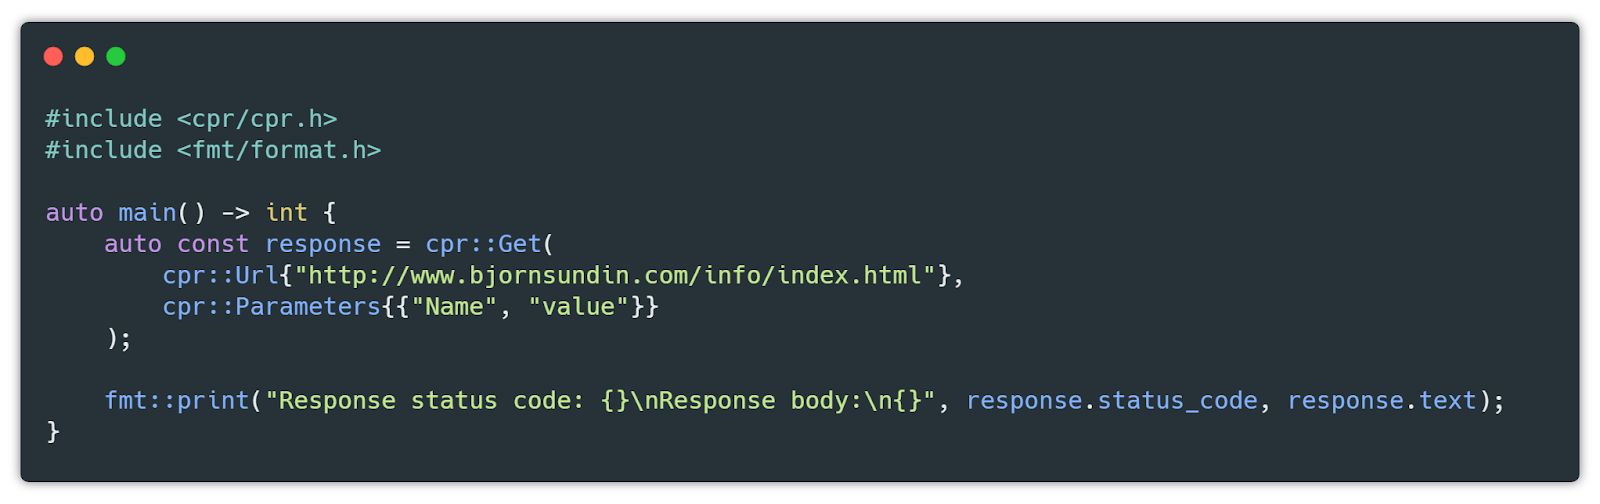 #include <cpr/cpr.h>
#include <fmt/format.h>
auto main() -> int {
    auto const response = cpr::Get(
        cpr::Url{"http://www.bjornsundin.com/info/index.html"},
        cpr::Parameters{{"Name", "value"}}
    );
    fmt::print("Response status code: {}\nResponse body:\n{}", response.status_code, response.text);
}